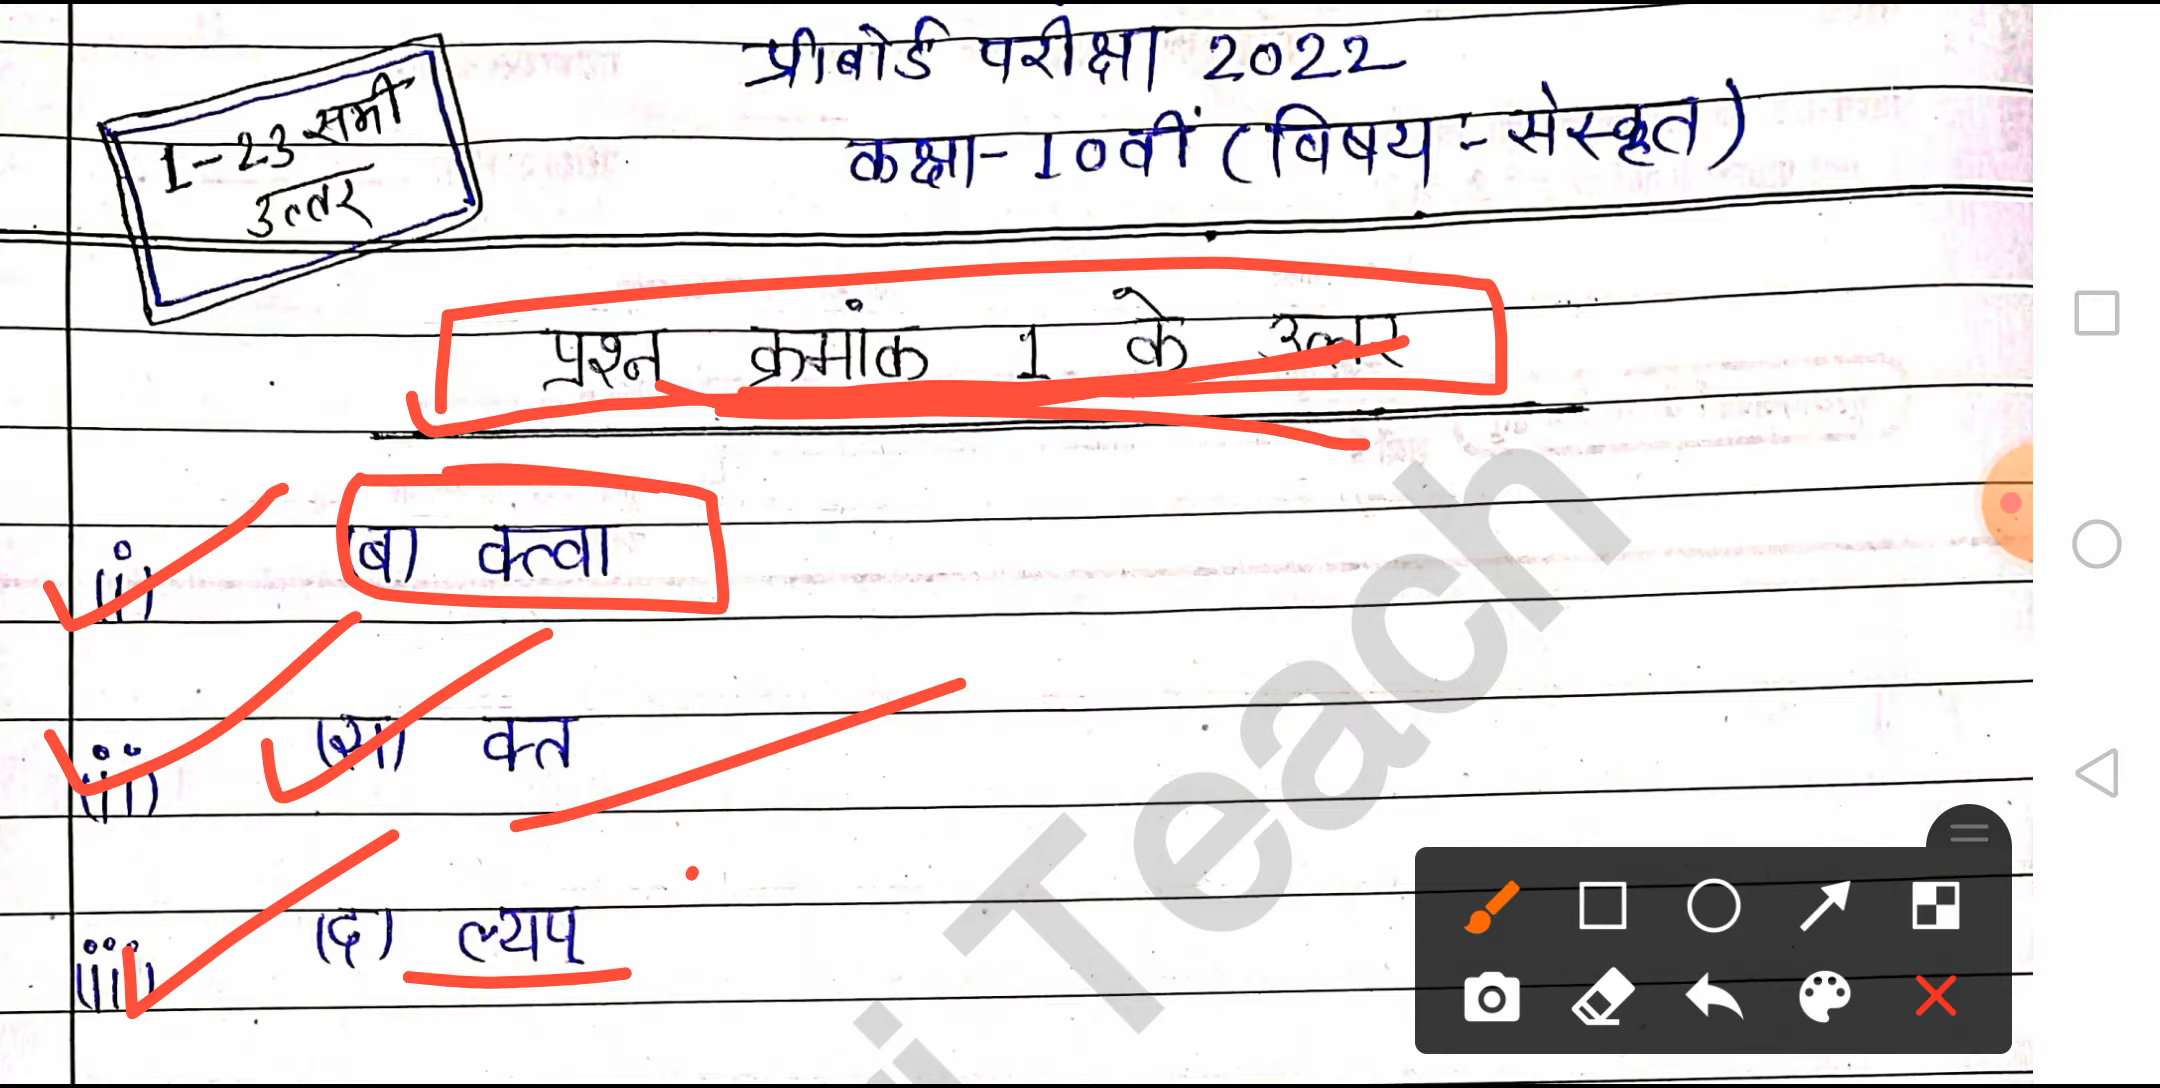 प्रीबोर्ड परीक्षा 2022
कक्षा-10वीं (विषय:-संस्कृत)
1-23 सभी
उत्तर
प्रश्न क्रमांक 1 के उत्तर
(i) (ब) क्त्वा
(ii) (स) क्त
(iii) (द) ल्यप्
Teach